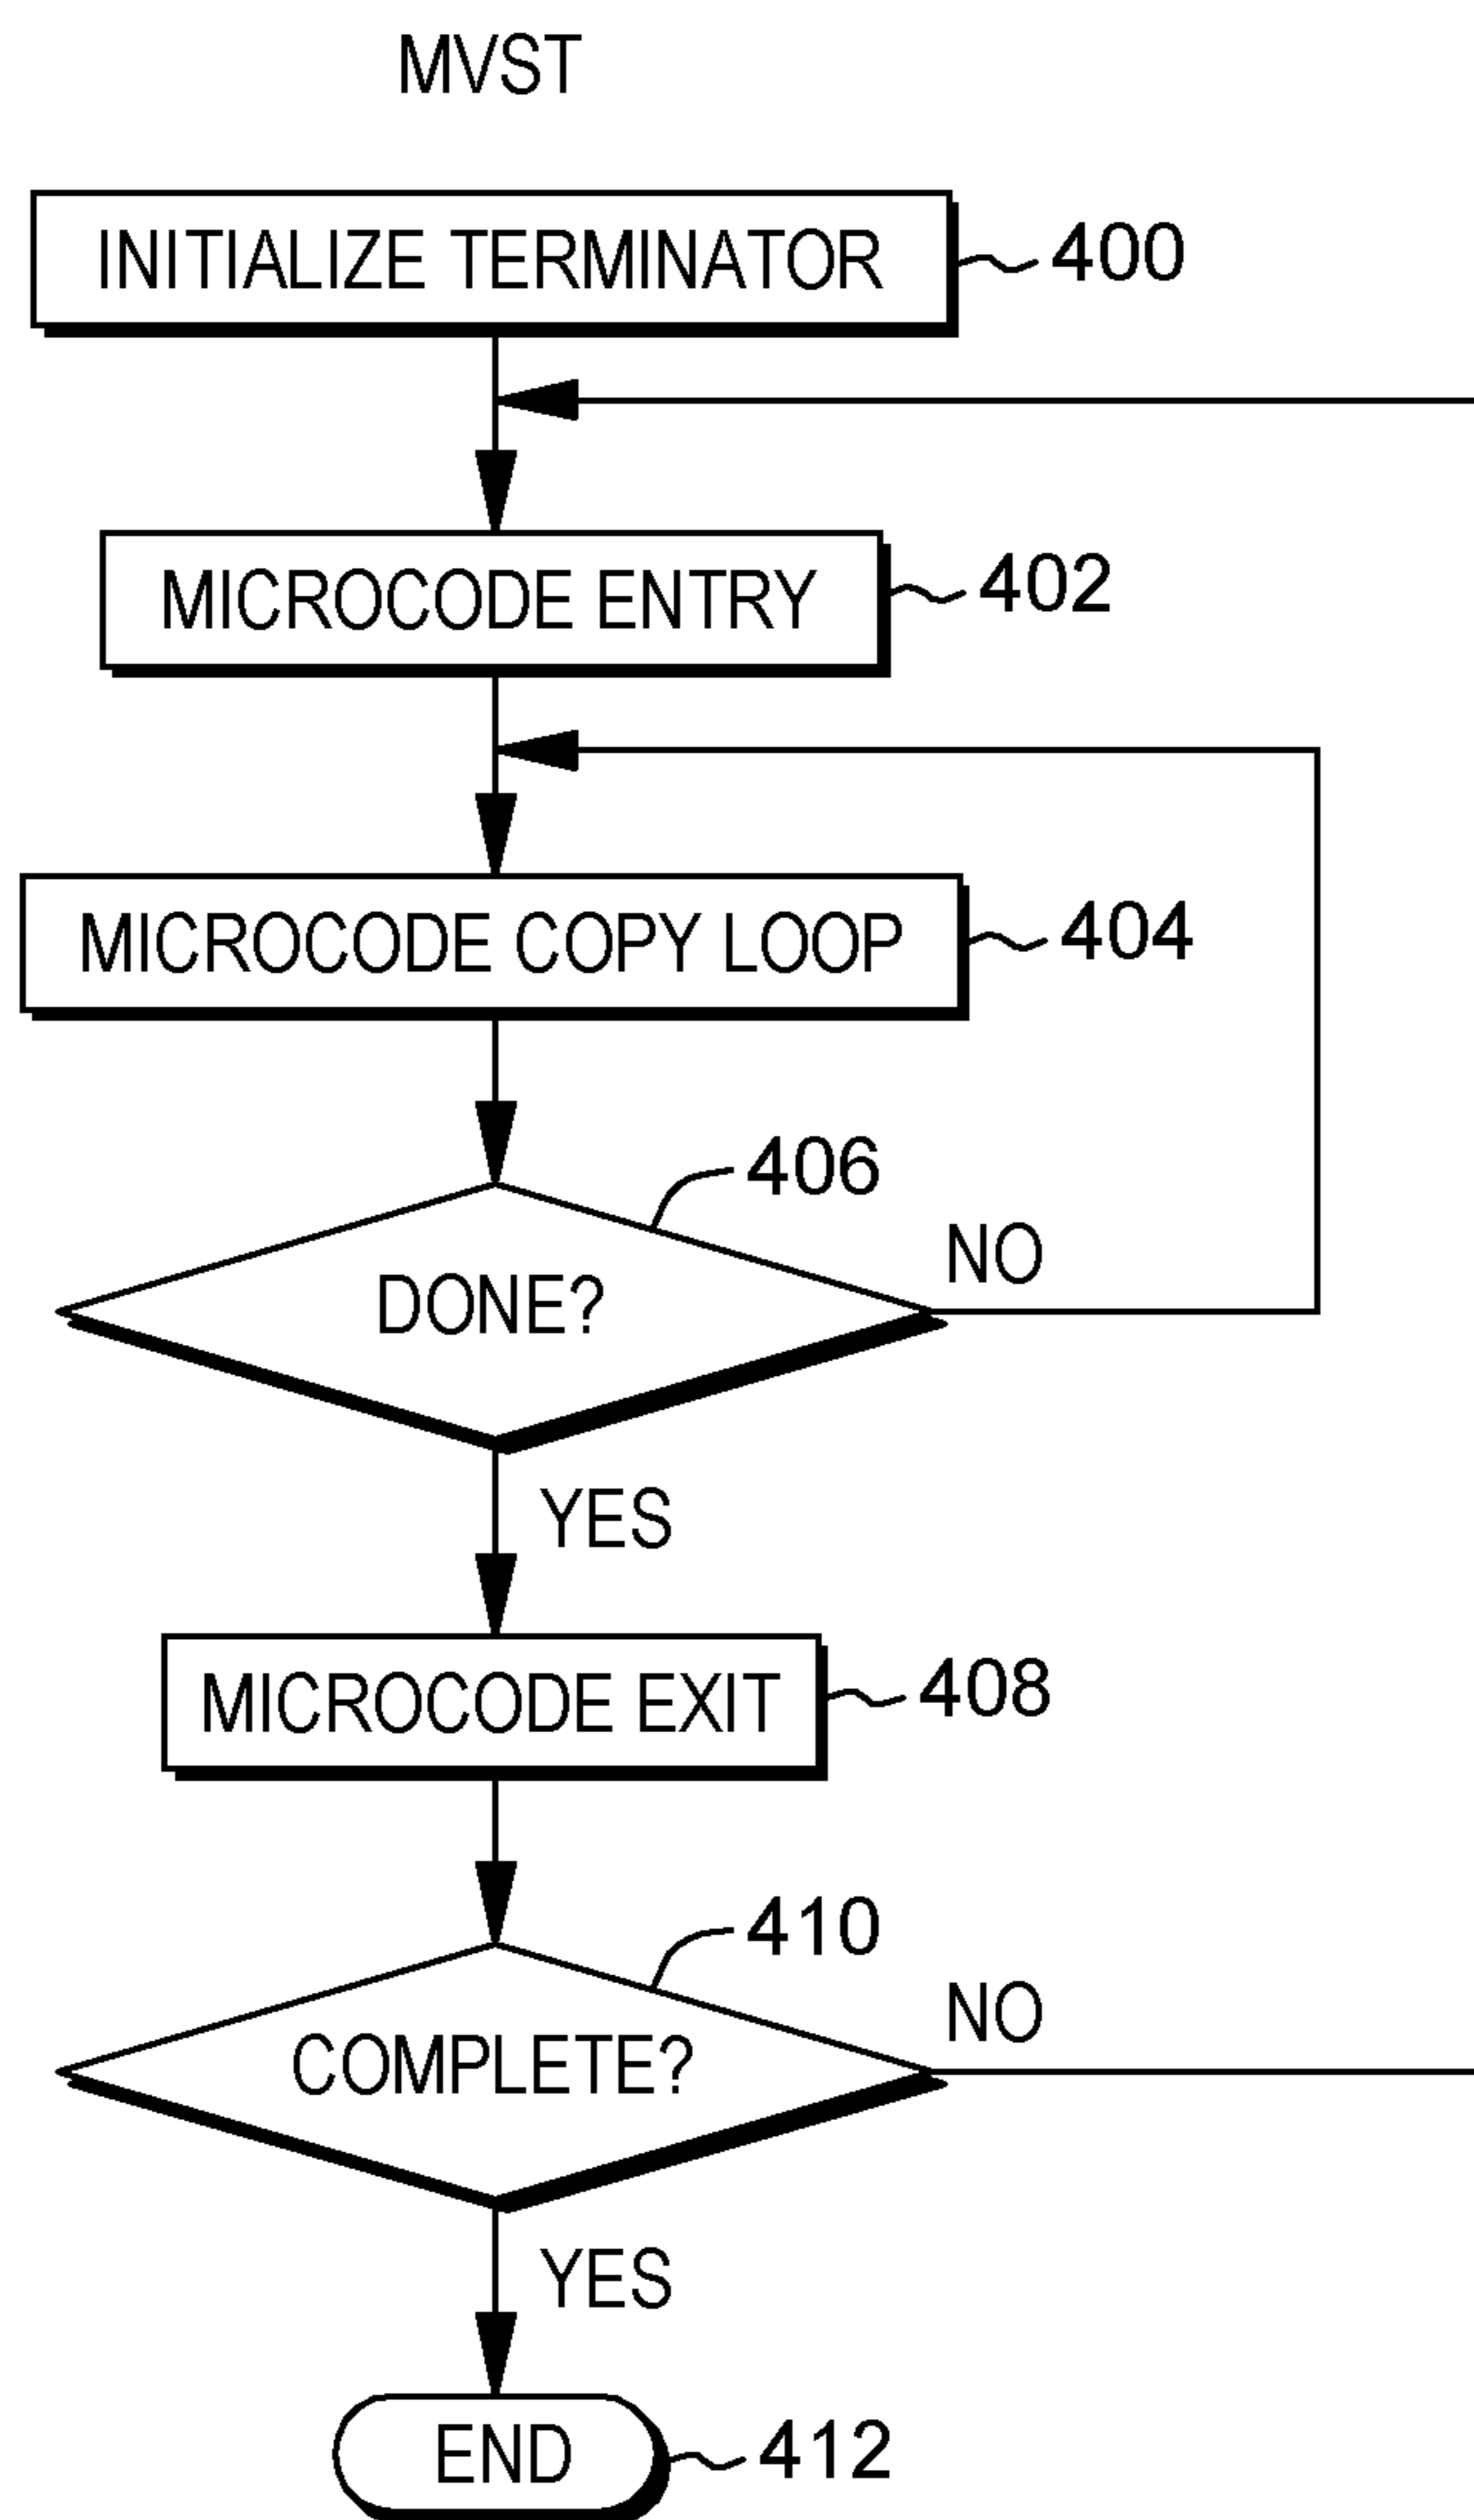 MVST
INITIALIZE TERMINATOR
400
MICROCODE ENTRY
402
MICROCODE COPY LOOP
404
406
DONE?
NO
YES
MICROCODE EXIT
408
410
COMPLETE?
NO
YES
END
412